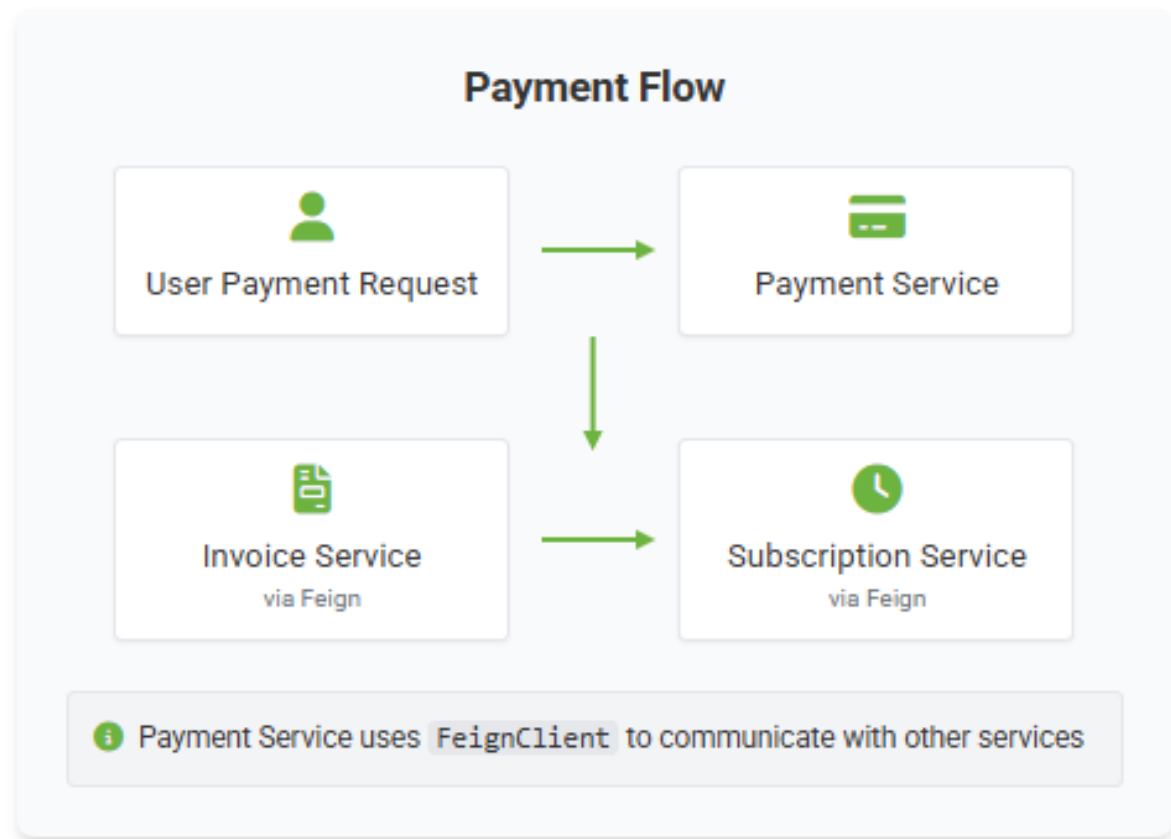 Payment Flow
User Payment Request
Payment Service
Invoice Service
via Feign
Subscription Service
via Feign
Payment Service uses FeignClient to communicate with other services